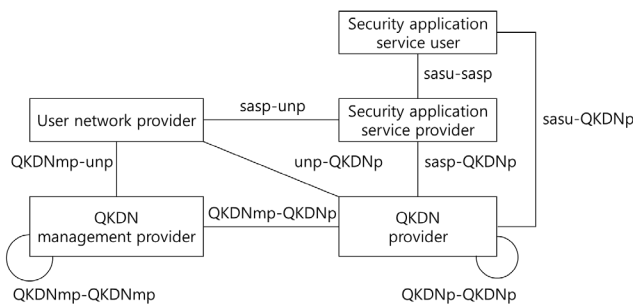 Security application
service user
sasu-sasp
sasp-unp
User network provider
Security application
service provider
sasu-QKDNp
QKDNmp-unp
unp-QKDNp
sasp-QKDNp
QKDN
management provider
QKDNmp-QKDNp
QKDN
provider
QKDNmp-QKDNmp
QKDNp-QKDNp